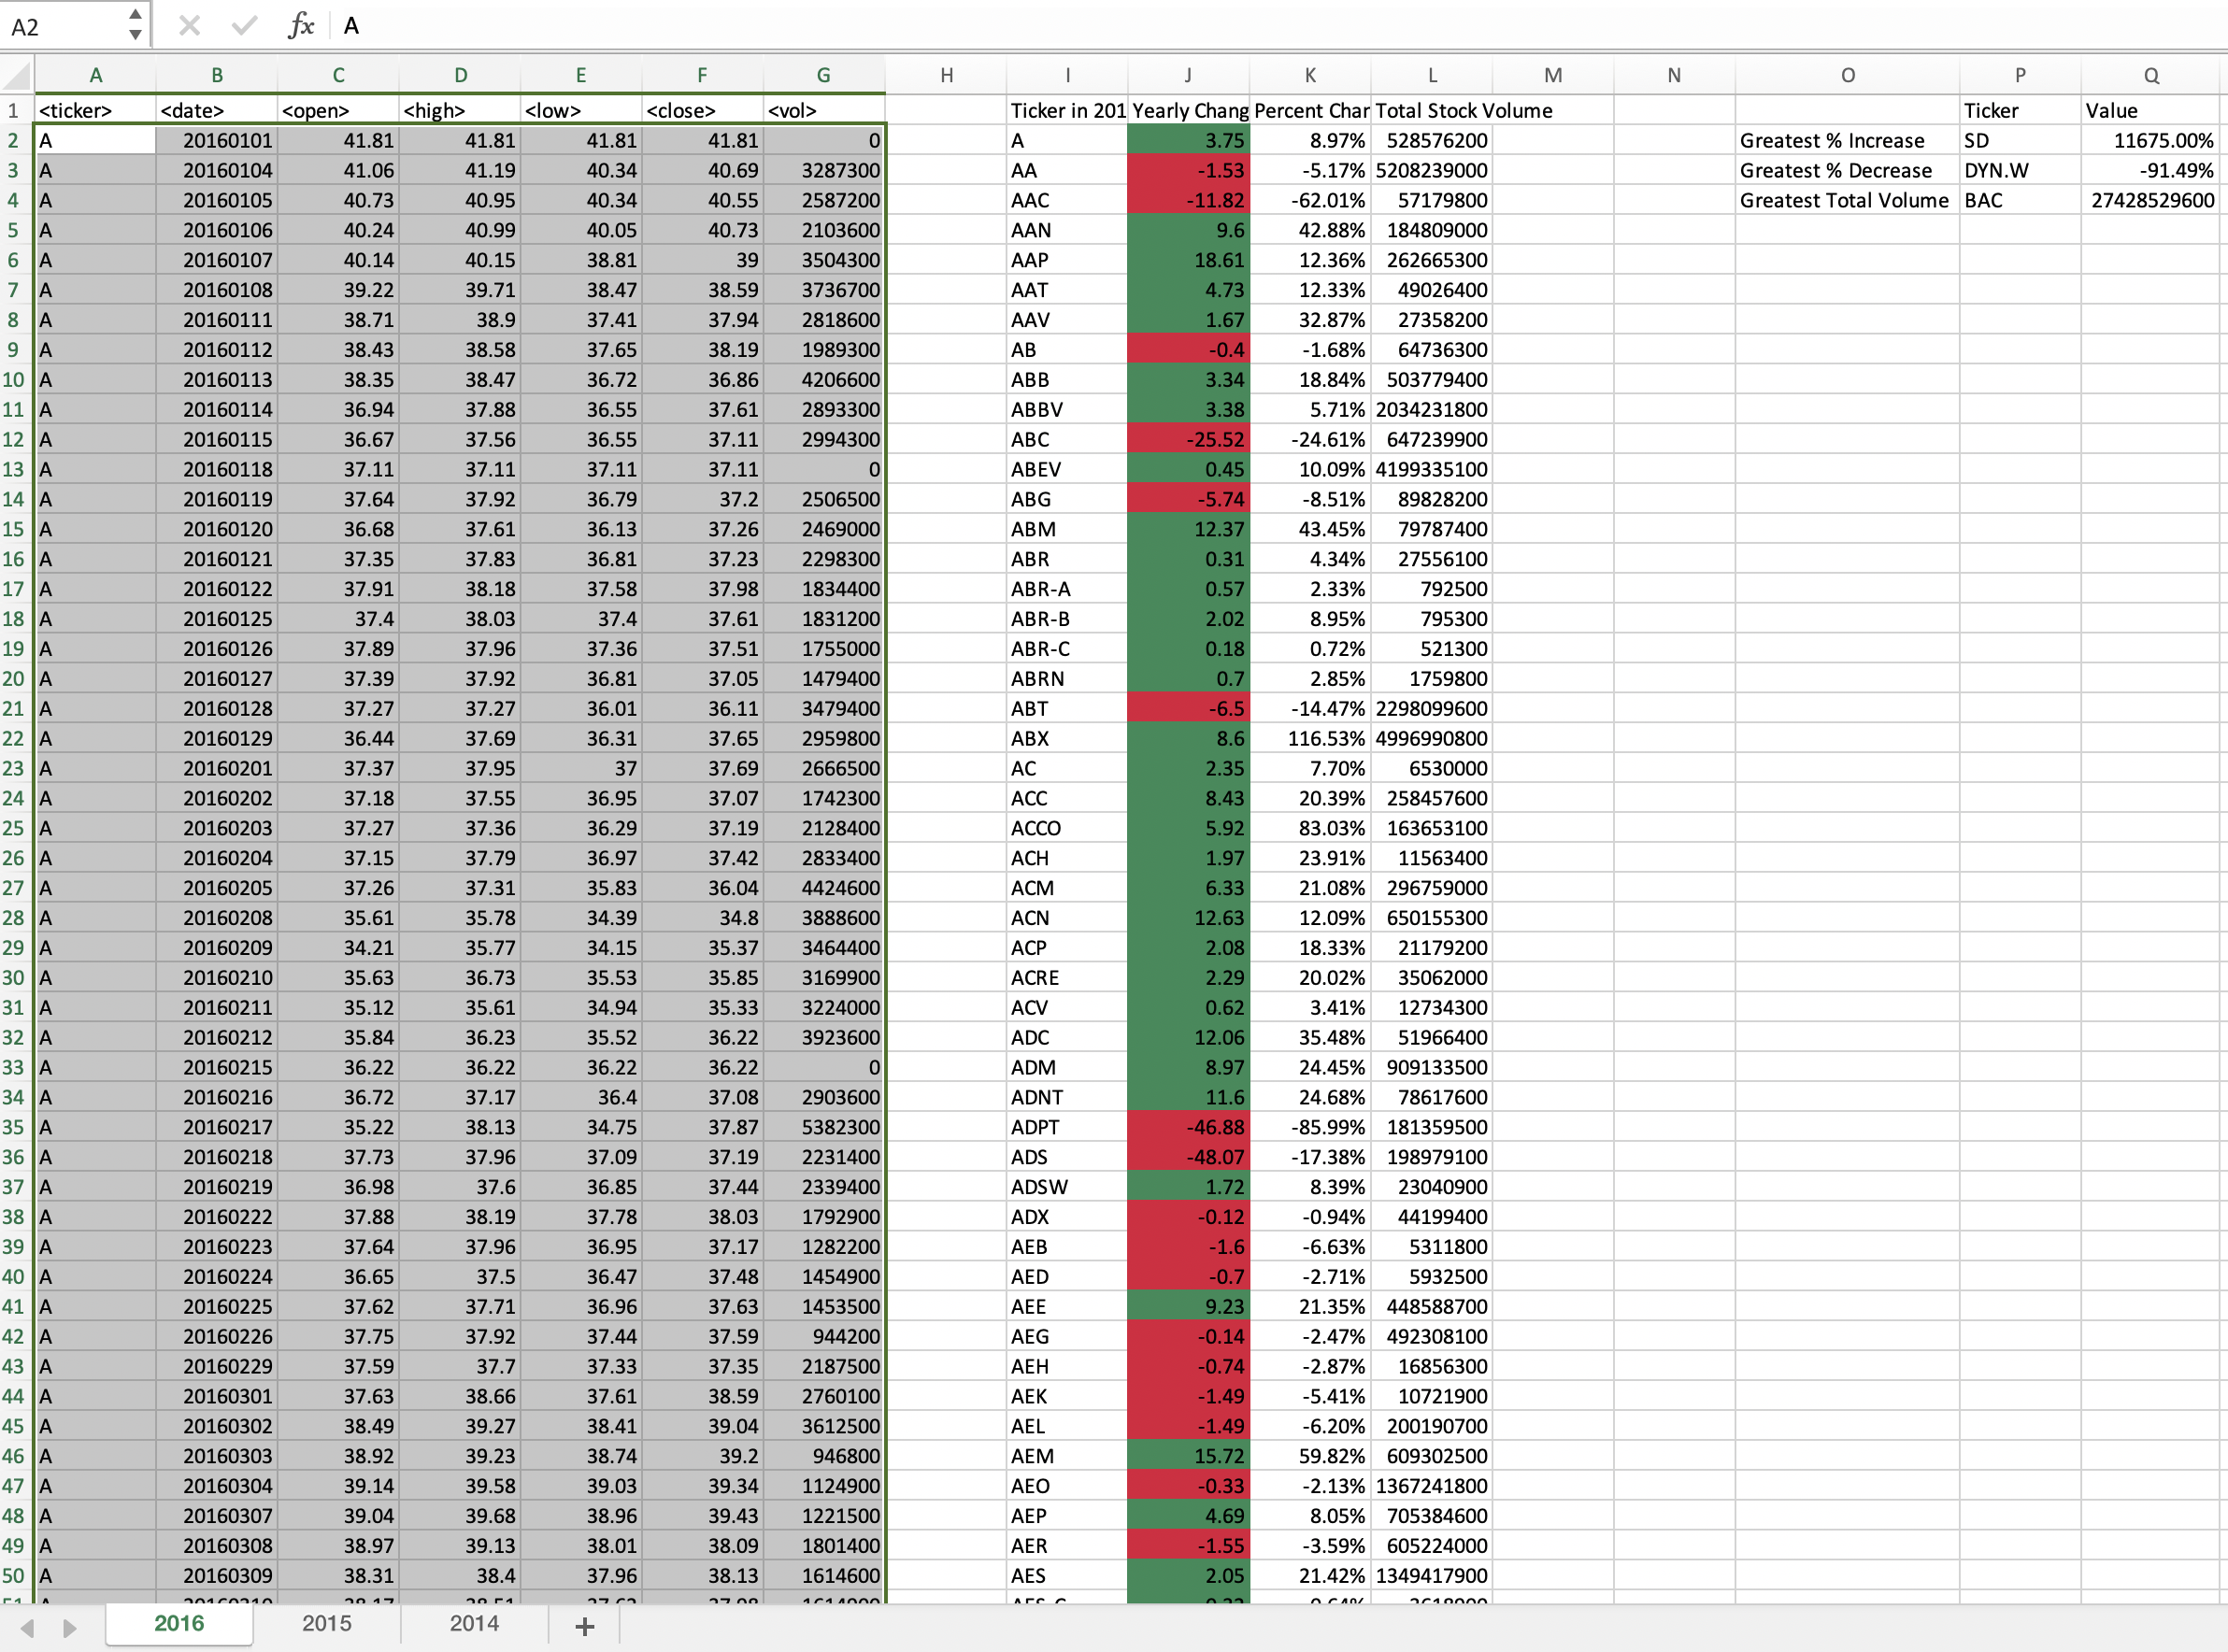 A2 fx A
A B C D E F G H I J K L M N O P Q
1 <ticker> <date> <open> <high> <low> <close> <vol> Ticker in 201 Yearly Chang Percent Char Total Stock Volume Ticker Value
2 A 20160101 41.81 41.81 41.81 41.81 0 A 3.75 8.97% 528576200 Greatest % Increase SD 11675.00%
3 A 20160104 41.06 41.19 40.34 40.69 3287300 AA -1.53 -5.17% 5208239000 Greatest % Decrease DYN.W -91.49%
4 A 20160105 40.73 40.95 40.34 40.55 2587200 AAC -11.82 -62.01% 57179800 Greatest Total Volume BAC 27428529600
5 A 20160106 40.24 40.99 40.05 40.73 2103600 AAN 9.6 42.88% 184809000
6 A 20160107 40.14 40.15 38.81 39 3504300 AAP 18.61 12.36% 262665300
7 A 20160108 39.22 39.71 38.47 38.59 3736700 AAT 4.73 12.33% 49026400
8 A 20160111 38.71 38.9 37.41 37.94 2818600 AAV 1.67 32.87% 27358200
9 A 20160112 38.43 38.58 37.65 38.19 1989300 AB -0.4 -1.68% 64736300
10 A 20160113 38.35 38.47 36.72 36.86 4206600 ABB 3.34 18.84% 503779400
11 A 20160114 36.94 37.88 36.55 37.61 2893300 ABBV 3.38 5.71% 2034231800
12 A 20160115 36.67 37.56 36.55 37.11 2994300 ABC -25.52 -24.61% 647239900
13 A 20160118 37.11 37.11 37.11 37.11 0 ABEV 0.45 10.09% 4199335100
14 A 20160119 37.64 37.92 36.79 37.2 2506500 ABG -5.74 -8.51% 89828200
15 A 20160120 36.68 37.61 36.13 37.26 2469000 ABM 12.37 43.45% 79787400
16 A 20160121 37.35 37.83 36.81 37.23 2298300 ABR 0.31 4.34% 27556100
17 A 20160122 37.91 38.18 37.58 37.98 1834400 ABR-A 0.57 2.33% 792500
18 A 20160125 37.4 38.03 37.4 37.61 1831200 ABR-B 2.02 8.95% 795300
19 A 20160126 37.89 37.96 37.36 37.51 1755000 ABR-C 0.18 0.72% 521300
20 A 20160127 37.39 37.92 36.81 37.05 1479400 ABRN 0.7 2.85% 1759800
21 A 20160128 37.27 37.27 36.01 36.11 3479400 ABT -6.5 -14.47% 2298099600
22 A 20160129 36.44 37.69 36.31 37.65 2959800 ABX 8.6 116.53% 4996990800
23 A 20160201 37.37 37.95 37 37.69 2666500 AC 2.35 7.70% 6530000
24 A 20160202 37.18 37.55 36.95 37.07 1742300 ACC 8.43 20.39% 258457600
25 A 20160203 37.27 37.36 36.29 37.19 2128400 ACCO 5.92 83.03% 163653100
26 A 20160204 37.15 37.79 36.97 37.42 2833400 ACH 1.97 23.91% 11563400
27 A 20160205 37.26 37.31 35.83 36.04 4424600 ACM 6.33 21.08% 296759000
28 A 20160208 35.61 35.78 34.39 34.8 3888600 ACN 12.63 12.09% 650155300
29 A 20160209 34.21 35.77 34.15 35.37 3464400 ACP 2.08 18.33% 21179200
30 A 20160210 35.63 36.73 35.53 35.85 3169900 ACRE 2.29 20.02% 35062000
31 A 20160211 35.12 35.61 34.94 35.33 3224000 ACV 0.62 3.41% 12734300
32 A 20160212 35.84 36.23 35.52 36.22 3923600 ADC 12.06 35.48% 51966400
33 A 20160215 36.22 36.22 36.22 36.22 0 ADM 8.97 24.45% 909133500
34 A 20160216 36.72 37.17 36.4 37.08 2903600 ADNT 11.6 24.68% 78617600
35 A 20160217 35.22 38.13 34.75 37.87 5382300 ADPT -46.88 -85.99% 181359500
36 A 20160218 37.73 37.96 37.09 37.19 2231400 ADS -48.07 -17.38% 198979100
37 A 20160219 36.98 37.6 36.85 37.44 2339400 ADSW 1.72 8.39% 23040900
38 A 20160222 37.88 38.19 37.78 38.03 1792900 ADX -0.12 -0.94% 44199400
39 A 20160223 37.64 37.96 36.95 37.17 1282200 AEB -1.6 -6.63% 5311800
40 A 20160224 36.65 37.5 36.47 37.48 1454900 AED -0.7 -2.71% 5932500
41 A 20160225 37.62 37.71 36.96 37.63 1453500 AEE 9.23 21.35% 448588700
42 A 20160226 37.75 37.92 37.44 37.59 944200 AEG -0.14 -2.47% 492308100
43 A 20160229 37.59 37.7 37.33 37.35 2187500 AEH -0.74 -2.87% 16856300
44 A 20160301 37.63 38.66 37.61 38.59 2760100 AEK -1.49 -5.41% 10721900
45 A 20160302 38.49 39.27 38.41 39.04 3612500 AEL -1.49 -6.20% 200190700
46 A 20160303 38.92 39.23 38.74 39.2 946800 AEM 15.72 59.82% 609302500
47 A 20160304 39.14 39.58 39.03 39.34 1124900 AEO -0.33 -2.13% 1367241800
48 A 20160307 39.04 39.68 38.96 39.43 1221500 AEP 4.69 8.05% 705384600
49 A 20160308 38.97 39.13 38.01 38.09 1801400 AER -1.55 -3.59% 605224000
50 A 20160309 38.31 38.4 37.96 38.13 1614600 AES 2.05 21.42% 1349417900
2016 2015 2014